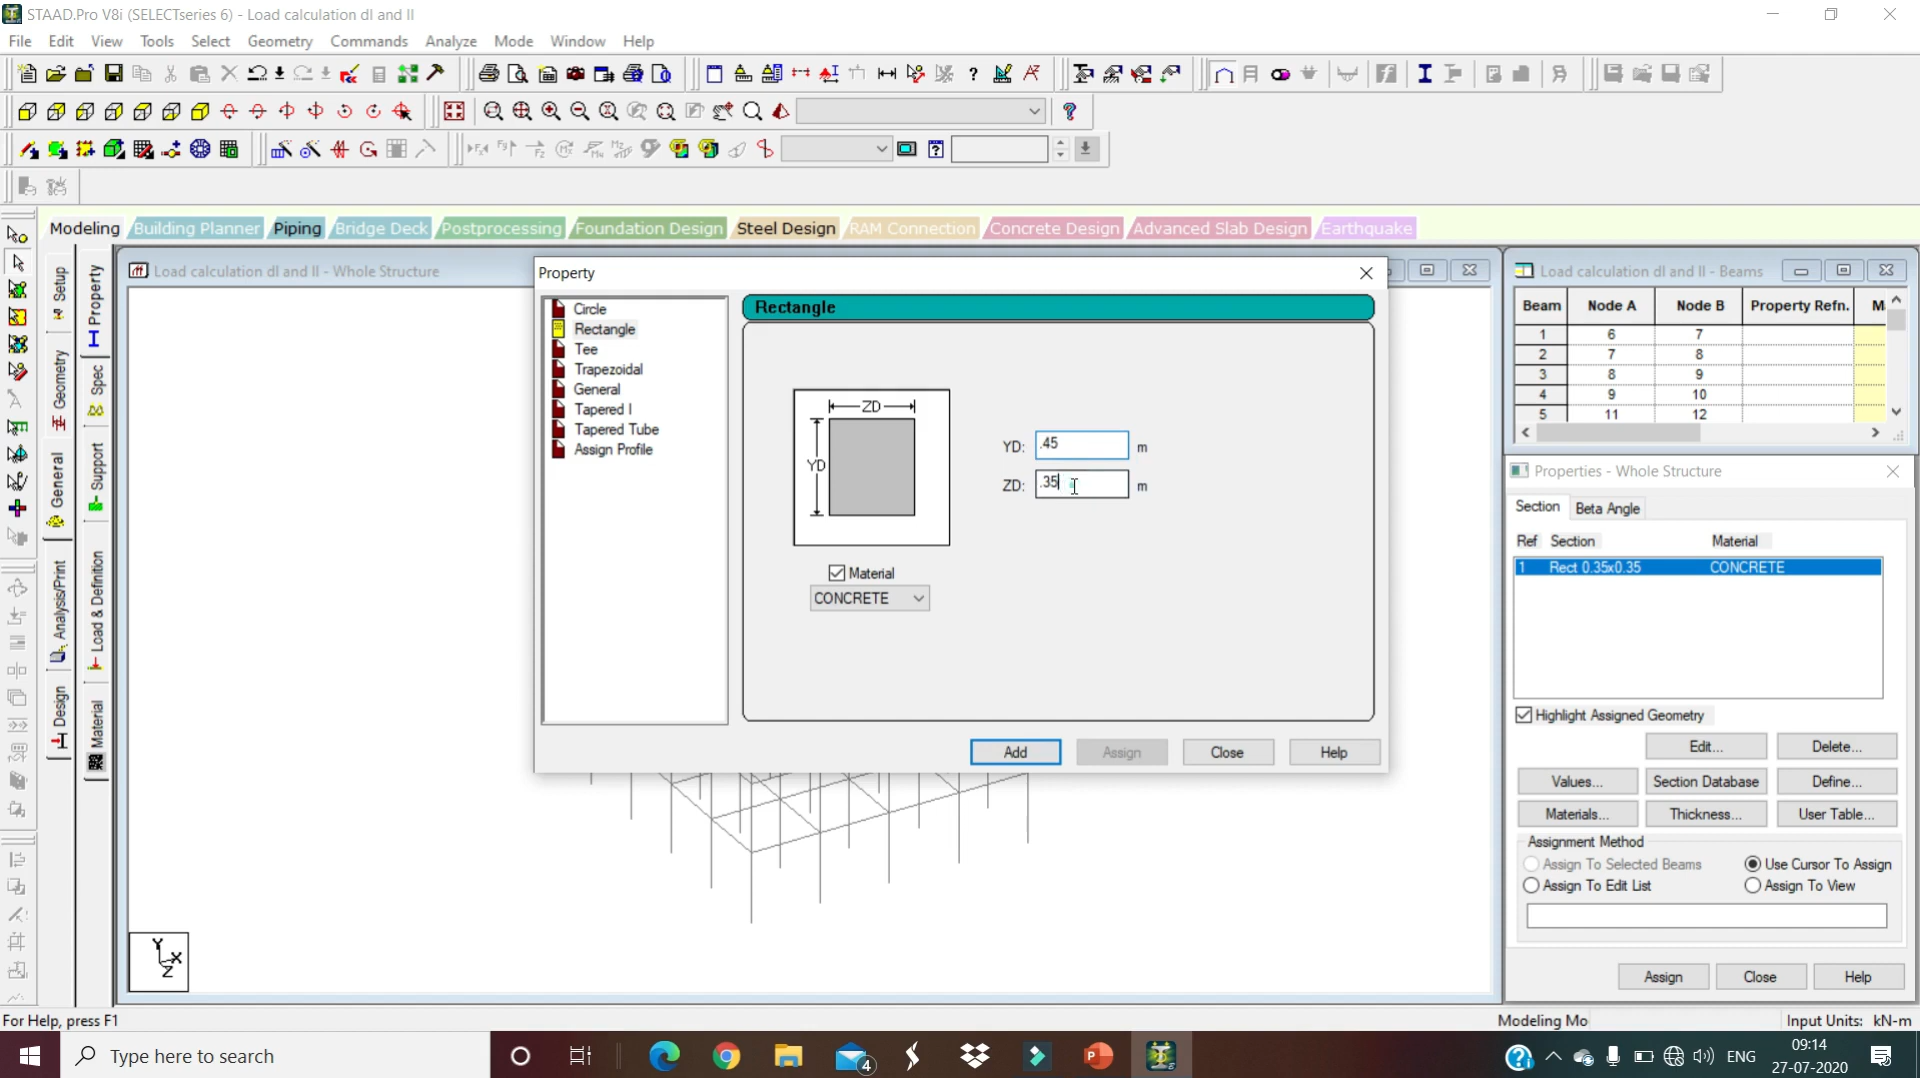 STAAD.Pro V8i (SELECTseries 6) - Load calculation dl and ll
File Edit View Tools Select Geometry Commands Analyze Mode Window Help
Modeling Building Planner Piping Bridge Deck Postprocessing Foundation Design Steel Design RAM Connection Concrete Design Advanced Slab Design Earthquake
Setup
Geometry
General
Analysis/Print
Design
Property
Spec
Support
Load & Definition
Material
Load calculation dl and ll - Whole Structure
Property
Circle
Rectangle
Tee
Trapezoidal
General
Tapered I
Tapered Tube
Assign Profile
Rectangle
ZD
YD
YD: .45 m
ZD: .35 m
Material
CONCRETE
Add Assign Close Help
Y
X
Z
Load calculation dl and ll - Beams
Beam Node A Node B Property Refn. M
1 6 7
2 7 8
3 8 9
4 9 10
5 11 12
Properties - Whole Structure
Section Beta Angle
Ref Section Material
1 Rect 0.35x0.35 CONCRETE
Highlight Assigned Geometry
Edit... Delete...
Values... Section Database Define...
Materials... Thickness... User Table...
Assignment Method
Assign To Selected Beams Use Cursor To Assign
Assign To Edit List Assign To View
Assign Close Help
For Help, press F1
Modeling Mo Input Units: kN-m
Type here to search
4
ENG
09:14
27-07-2020